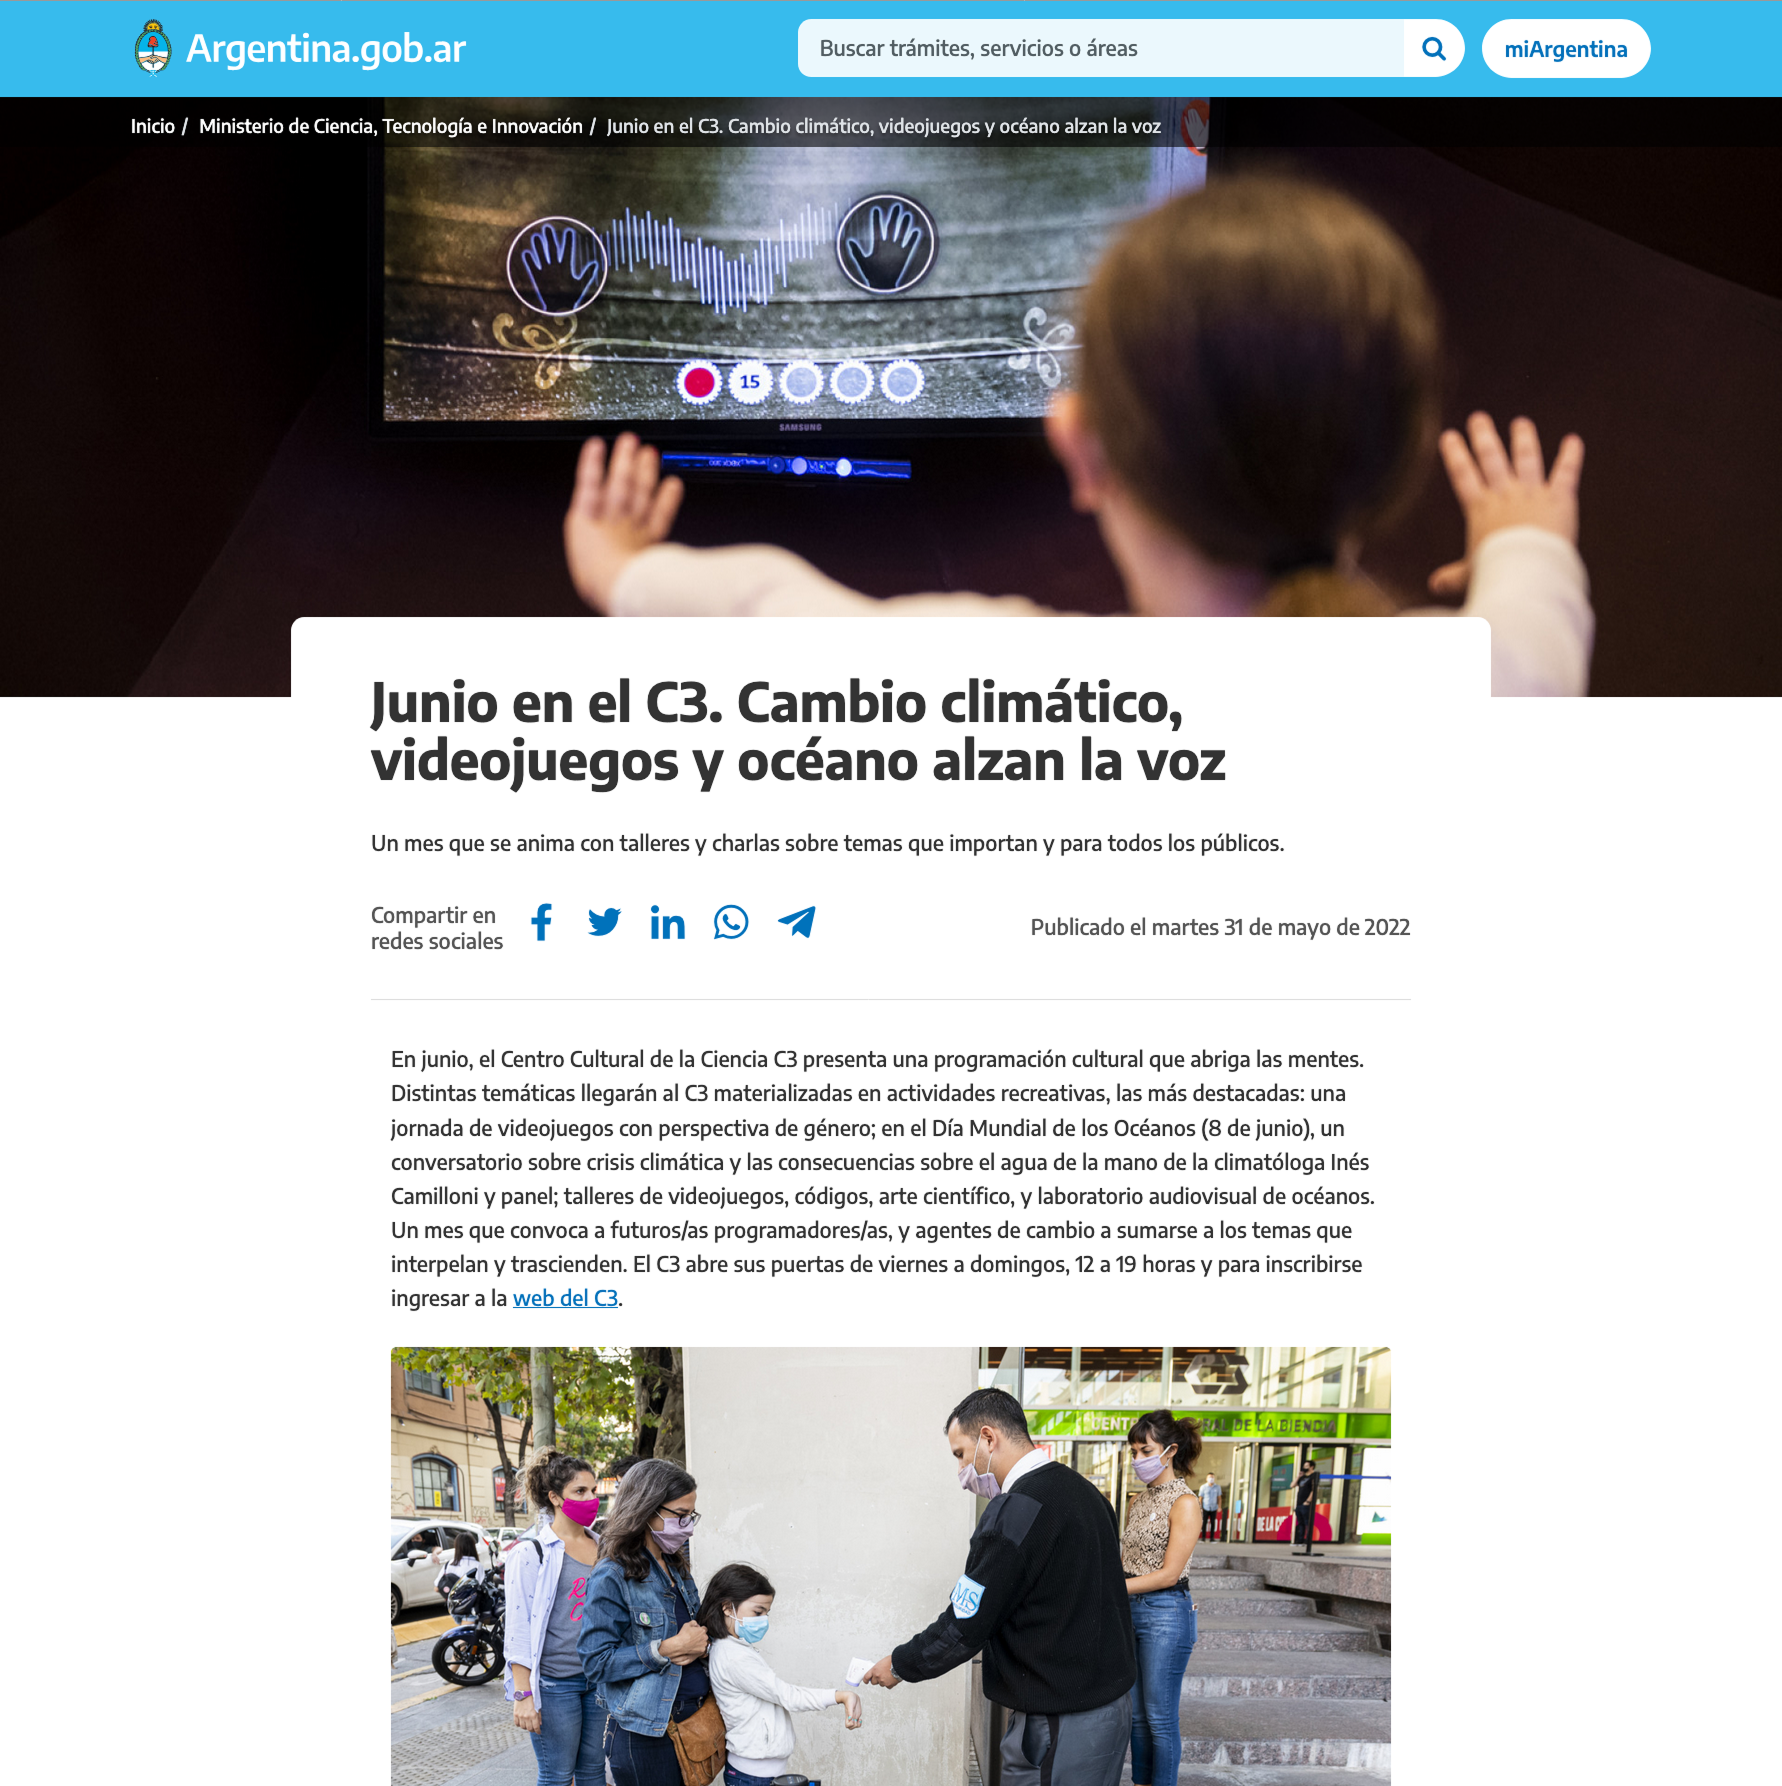 Argentina.gob.ar
Buscar trámites, servicios o áreas
miArgentina
Inicio / Ministerio de Ciencia, Tecnología e Innovación / Junio en el C3. Cambio climático, videojuegos y océano alzan la voz
15
SAMSUNG
Junio en el C3. Cambio climático,
videojuegos y océano alzan la voz
Un mes que se anima con talleres y charlas sobre temas que importan y para todos los públicos.
Compartir en
redes sociales
Publicado el martes 31 de mayo de 2022
En junio, el Centro Cultural de la Ciencia C3 presenta una programación cultural que abriga las mentes.
Distintas temáticas llegarán al C3 materializadas en actividades recreativas, las más destacadas: una
jornada de videojuegos con perspectiva de género; en el Día Mundial de los Océanos (8 de junio), un
conversatorio sobre crisis climática y las consecuencias sobre el agua de la mano de la climatóloga Inés
Camilloni y panel; talleres de videojuegos, códigos, arte científico, y laboratorio audiovisual de océanos.
Un mes que convoca a futuros/as programadores/as, y agentes de cambio a sumarse a los temas que
interpelan y trascienden. El C3 abre sus puertas de viernes a domingos, 12 a 19 horas y para inscribirse
ingresar a la web del C3.
C3
DE LA
MS